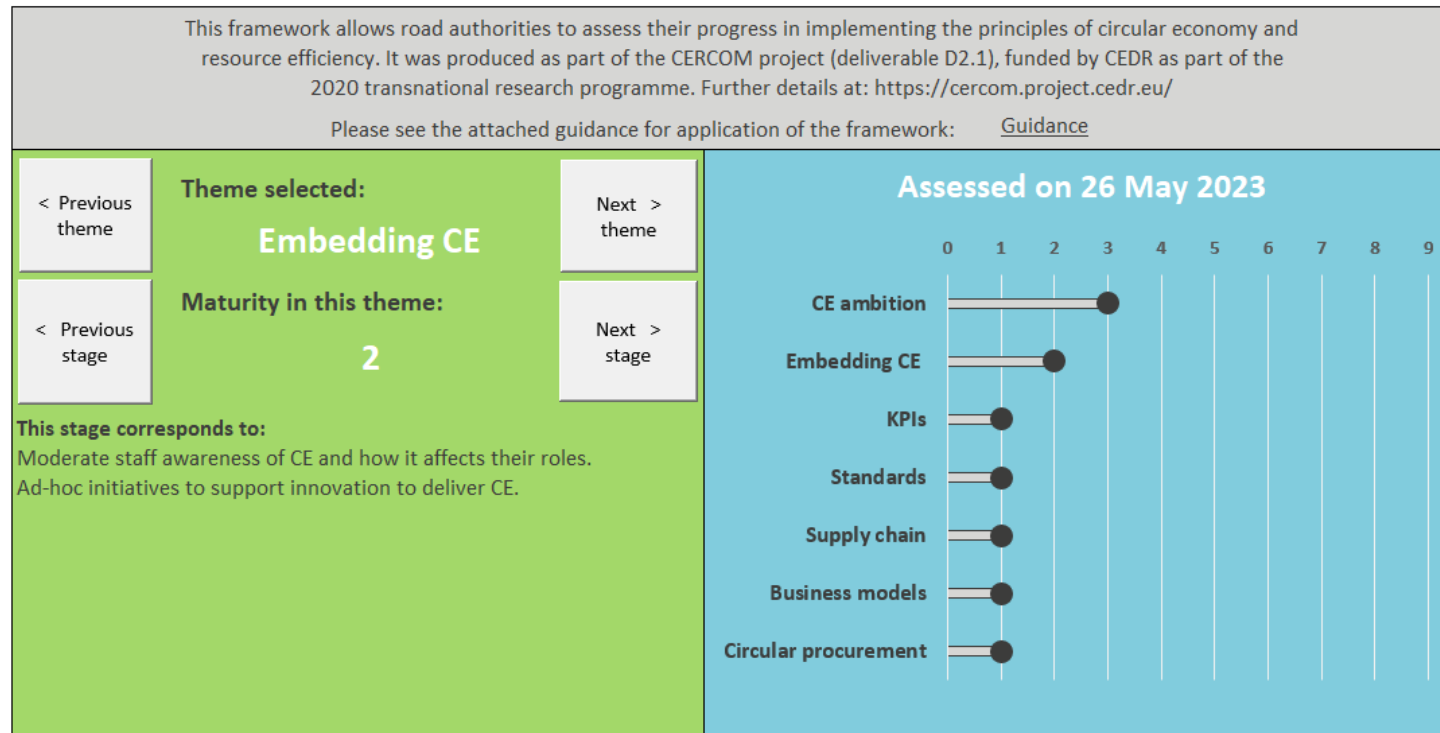 This framework allows road authorities to assess their progress in implementing the principles of circular economy and
resource efficiency. It was produced as part of the CERCOM project (deliverable D2.1), funded by CEDR as part of the
2020 transnational research programme. Further details at: https://cercom.project.cedr.eu/
Please see the attached guidance for application of the framework: Guidance
< Previous
theme
Theme selected:
Embedding CE
Next >
theme
< Previous
stage
Maturity in this theme:
2
Next >
stage
This stage corresponds to:
Moderate staff awareness of CE and how it affects their roles.
Ad-hoc initiatives to support innovation to deliver CE.
Assessed on 26 May 2023
0 1 2 3 4 5 6 7 8 9
CE ambition
Embedding CE
KPIs
Standards
Supply chain
Business models
Circular procurement